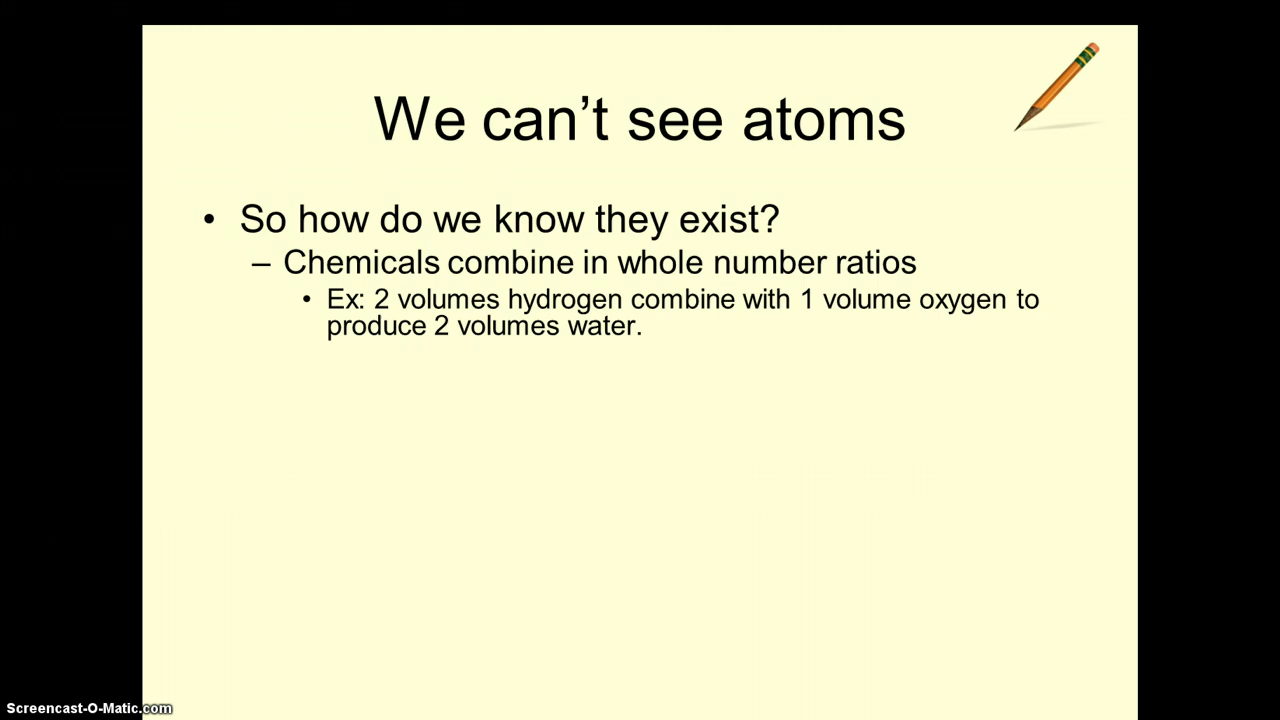 We can’t see atoms
• So how do we know they exist?
– Chemicals combine in whole number ratios
• Ex: 2 volumes hydrogen combine with 1 volume oxygen to
produce 2 volumes water.
Screencast-O-Matic.com